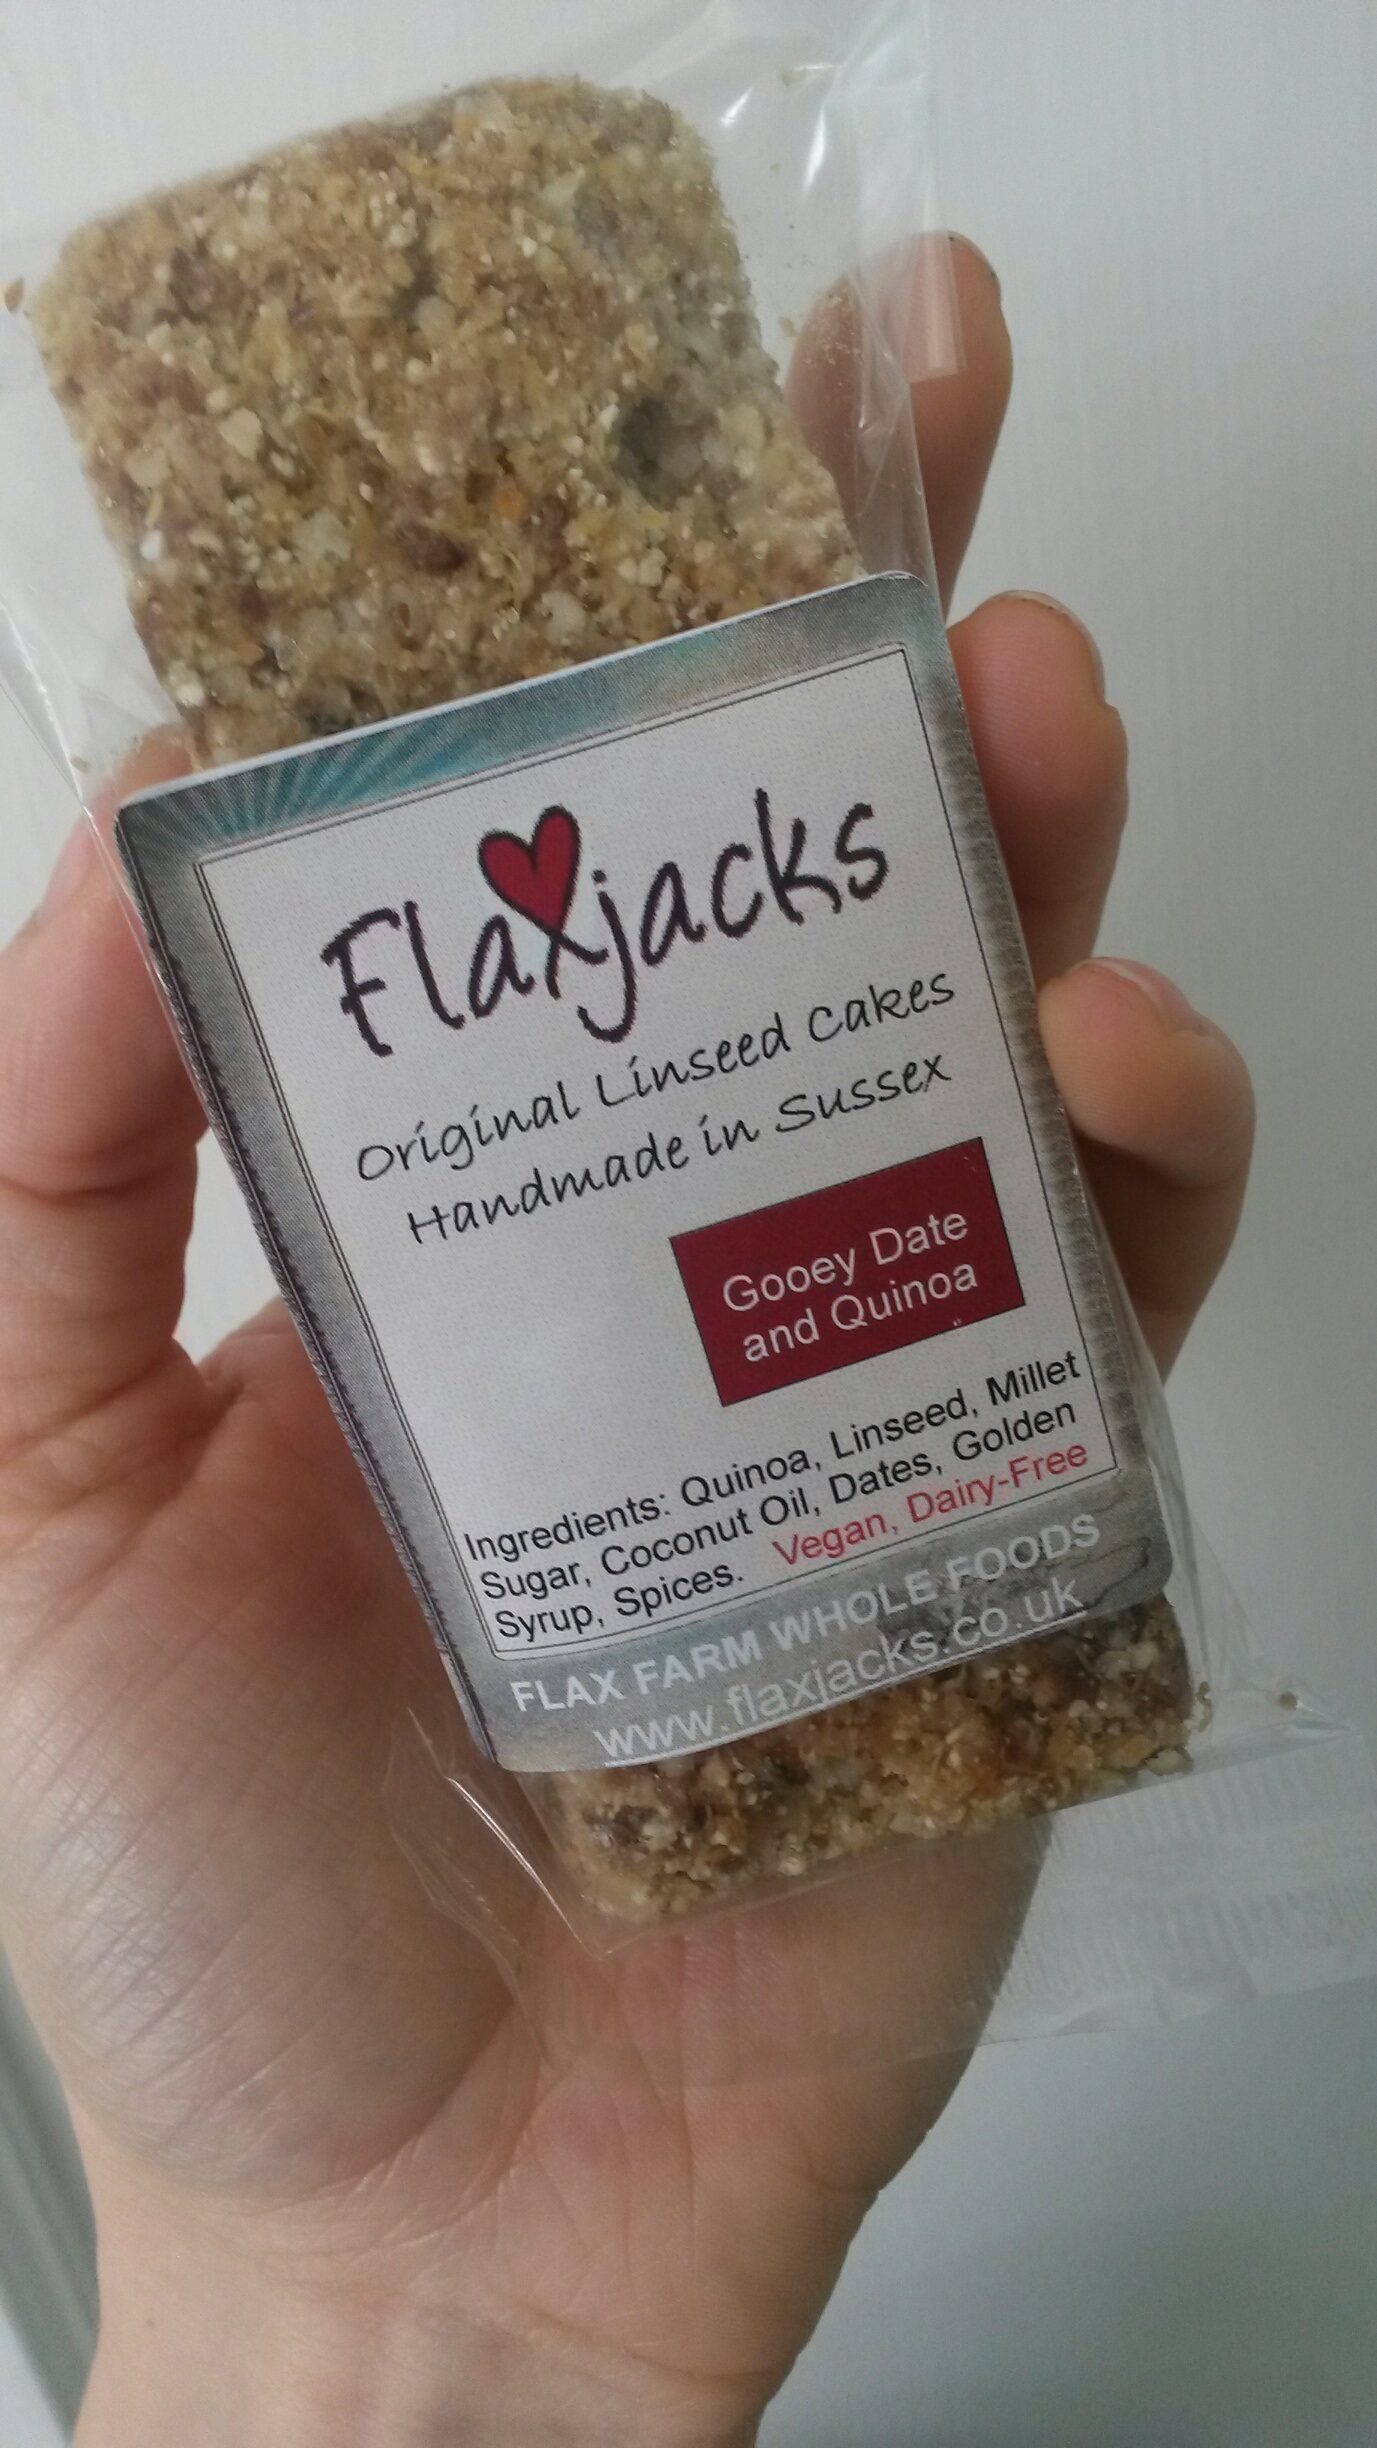 Flaxjacks
Original Linseed Cakes
Handmade in Sussex
Gooey Date
and Quinoa
Ingredients: Quinoa, Linseed, Millet
Sugar, Coconut Oil, Dates, Golden
Syrup, Spices. Vegan, Dairy-Free
FLAX FARM WHOLE FOODS
www.flaxjacks.co.uk